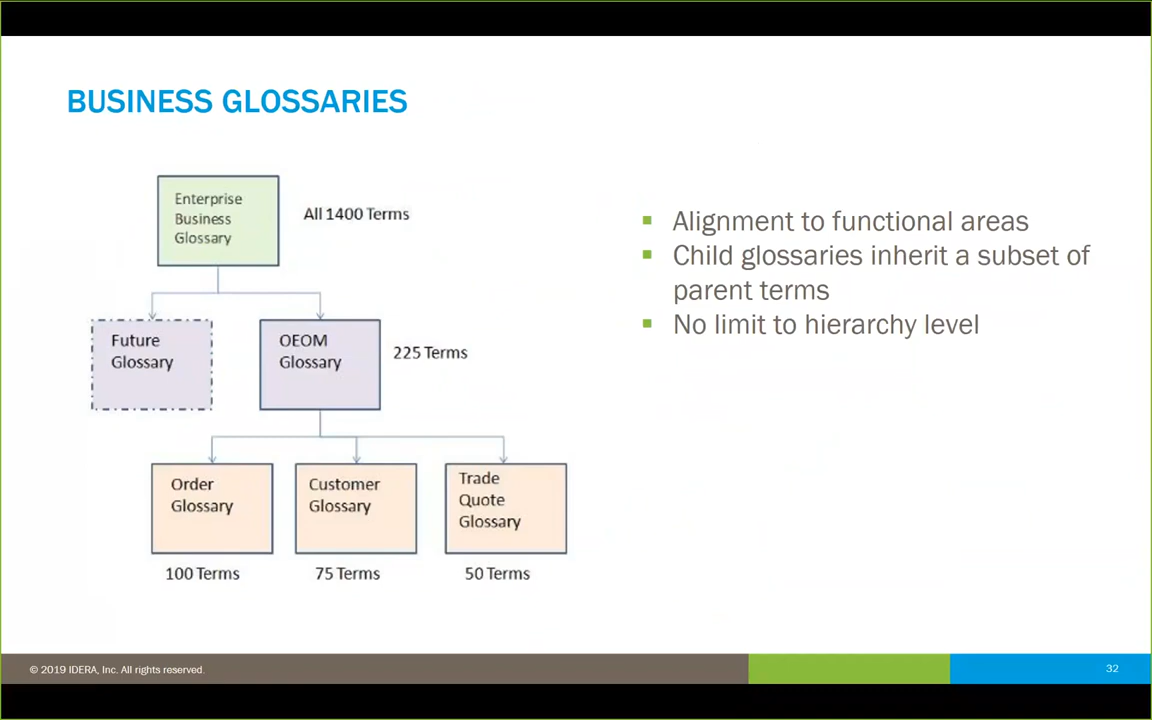 BUSINESS GLOSSARIES
Enterprise
Business
Glossary
All 1400 Terms
Future
Glossary
OEOM
Glossary
225 Terms
Order
Glossary
Customer
Glossary
Trade
Quote
Glossary
100 Terms
75 Terms
50 Terms
Alignment to functional areas
Child glossaries inherit a subset of
parent terms
No limit to hierarchy level
© 2019 IDERA, Inc. All rights reserved.
32